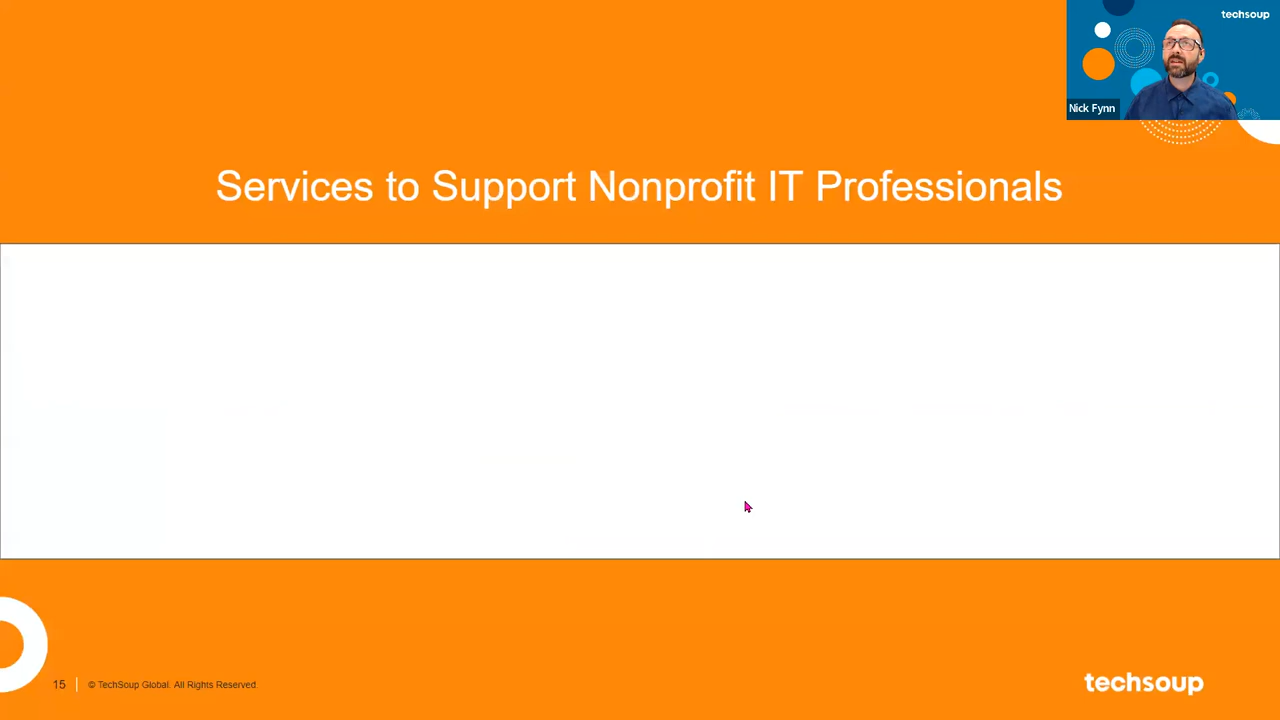 techsoup
Nick Fynn
Services to Support Nonprofit IT Professionals
15
© TechSoup Global. All Rights Reserved.
techsoup